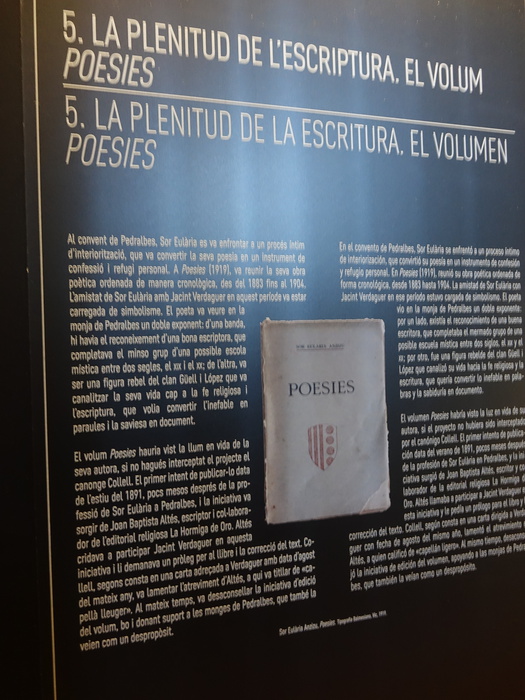 5. LA PLENITUD DE L'ESCRIPTURA. EL VOLUM
POESIES
5. LA PLENITUD DE LA ESCRITURA. EL VOLUMEN
POESIES
Al convent de Pedralbes, Sor Eulària es va enfrontar a un procés íntim
d'interiorització, que va convertir la seva poesia en un instrument de
confessió i refugi personal. A Poesies (1919), va reunir la seva obra
poètica ordenada de manera cronològica, des del 1883 fins al 1904.
L'amistat de Sor Eulària amb Jacint Verdaguer en aquest període va estar
carregada de simbolisme. El poeta va veure en la
monja de Pedralbes un doble exponent: d'una banda,
hi havia el reconeixement d'una bona escriptora, que
completava el minso grup d'una possible escola
mística entre dos segles, el XIX i el XX; de l'altra, va
ser una figura rebel del clan Güell i López que va
canalitzar la seva vida cap a la fe religiosa i
l'escriptura, que volia convertir l'inefable en
paraules i la saviesa en document.
El volum Poesies hauria vist la llum en vida de la
seva autora, si no hagués interceptat el projecte el
canonge Collell. El primer intent de publicar-lo data
de l'estiu del 1891, pocs mesos després de la pro-
fessió de Sor Eulària a Pedralbes, i la iniciativa va
sorgir de Joan Baptista Altés, escriptor i col·labora-
dor de l'editorial religiosa La Hormiga de Oro. Altés
cridava a participar Jacint Verdaguer en aquesta
iniciativa i li demanava un pròleg per al llibre i la correcció del text. Co-
llell, segons consta en una carta adreçada a Verdaguer amb data d'agost
del mateix any, va lamentar l'atreviment d'Altés, a qui va titllar de «ca-
pellà lleuger». Al mateix temps, va desaconsellar la iniciativa d'edició
del volum, bo i donant suport a les monges de Pedralbes, que també la
veien com un despropòsit.
En el convento de Pedralbes, Sor Eulària se enfrentó a un proceso íntimo
de interiorización, que convirtió su poesía en un instrumento de confesión
y refugio personal. En Poesies (1919), reunió su obra poética ordenada de
forma cronológica, desde 1883 hasta 1904. La amistad de Sor Eulària con
Jacint Verdaguer en ese período estuvo cargada de simbolismo. El poeta
vio en la monja de Pedralbes un doble exponente:
por un lado, existía el reconocimiento de una buena
escritora, que completaba el mermado grupo de una
posible escuela mística entre dos siglos, el XIX y el
XX; por otro, fue una figura rebelde del clan Güell i
López que canalizó su vida hacia la fe religiosa y la
escritura, que quería convertir lo inefable en pala-
bras y la sabiduría en documento.
El volumen Poesies habría visto la luz en vida de su
autora, si el proyecto no hubiera sido interceptado
por el canónigo Collell. El primer intento de publica-
ción data del verano de 1891, pocos meses después
de la profesión de Sor Eulària en Pedralbes, y la ini-
ciativa surgió de Joan Baptista Altés, escritor y co-
laborador de la editorial religiosa La Hormiga de
Oro. Altés llamaba a participar a Jacint Verdaguer en
esta iniciativa y le pedía un prólogo para el libro y la
corrección del texto. Collell, según consta en una carta dirigida a Verda-
guer con fecha de agosto del mismo año, lamentó el atrevimiento de
Altés, a quien calificó de «capellán ligero». Al mismo tiempo, desaconse-
jó la iniciativa de edición del volumen, apoyando a las monjas de Pedral-
bes, que también la veían como un despropósito.
POESIES
Sor Eulària Anzizu, Poesies. Tipografia Balmesiana, Vic, 1919.